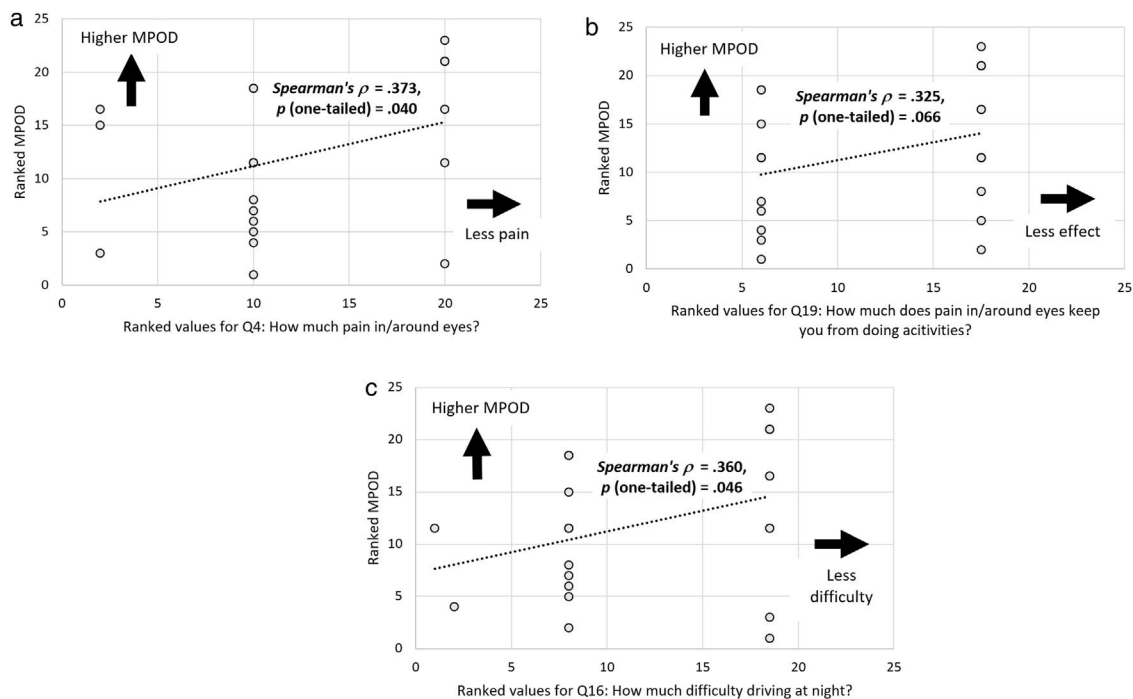 a
Higher MPOD
Spearman's ρ = .373,
p (one-tailed) = .040
Less pain
Ranked MPOD
25
20
15
10
5
0
0 5 10 15 20 25
Ranked values for Q4: How much pain in/around eyes?
b
Higher MPOD
Spearman's ρ = .325,
p (one-tailed) = .066
Less effect
Ranked MPOD
25
20
15
10
5
0
0 5 10 15 20 25
Ranked values for Q19: How much does pain in/around eyes keep
you from doing acitivities?
c
Higher MPOD
Spearman's ρ = .360,
p (one-tailed) = .046
Less
difficulty
Ranked MPOD
25
20
15
10
5
0
0 5 10 15 20 25
Ranked values for Q16: How much difficulty driving at night?